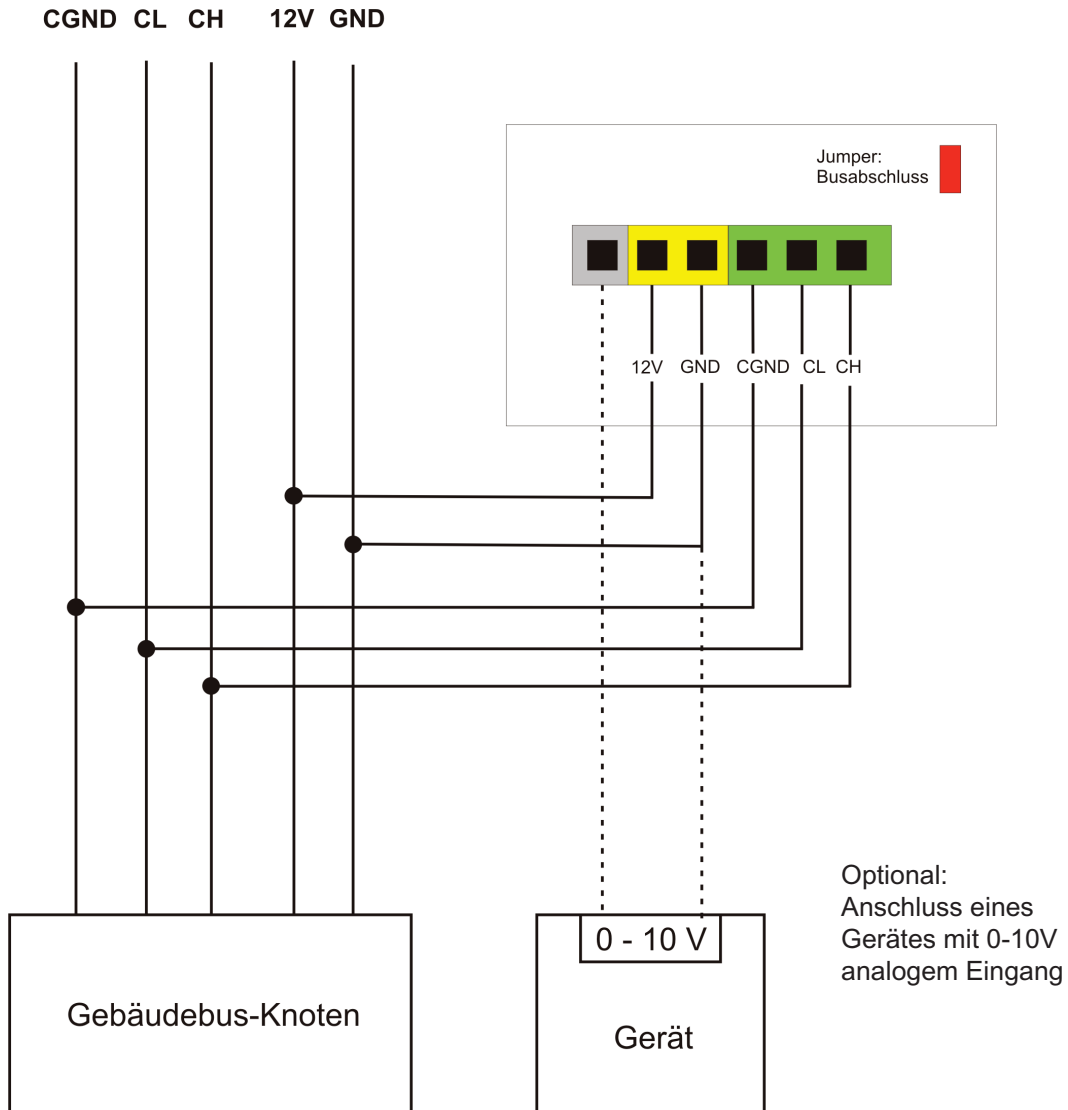 CGND CL CH 12V GND
Jumper:
Busabschluss
12V GND CGND CL CH
Optional:
Anschluss eines
Gerätes mit 0-10V
analogem Eingang
0 - 10 V
Gebäudebus-Knoten
Gerät